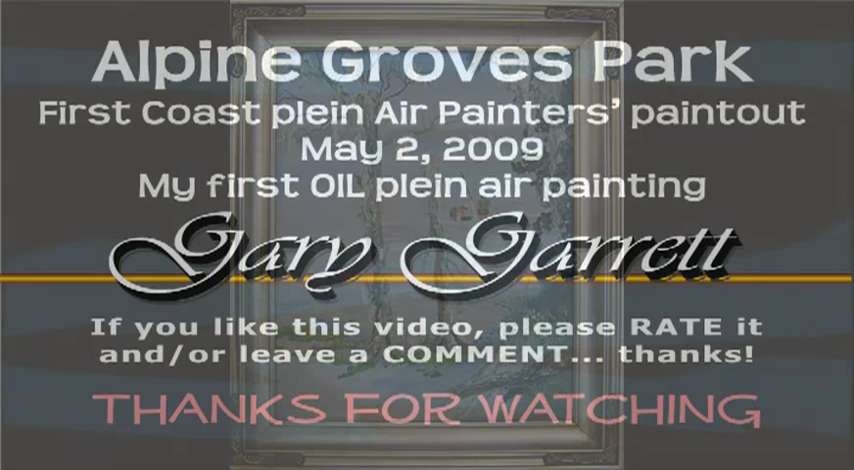 Alpine Groves Park
First Coast plein Air Painters’ paintout
May 2, 2009
My first OIL plein air painting
Gary Garrett
If you like this video, please RATE it
and/or leave a COMMENT... thanks!
THANKS FOR WATCHING